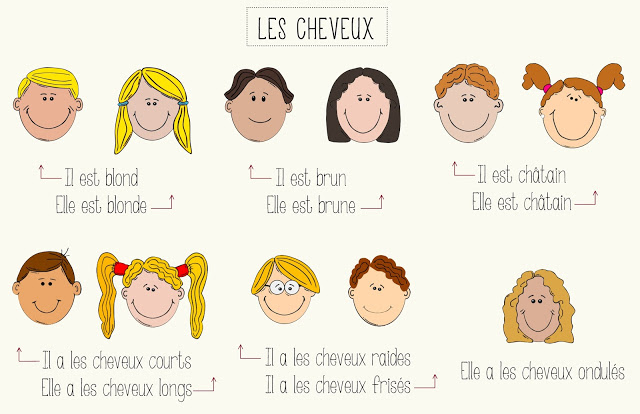 LES CHEVEUX
Il est blond
Elle est blonde
Il est brun
Elle est brune
Il est châtain
Elle est châtain
Il a les cheveux courts
Elle a les cheveux longs
Il a les cheveux raides
Il a les cheveux frisés
Elle a les cheveux ondulés